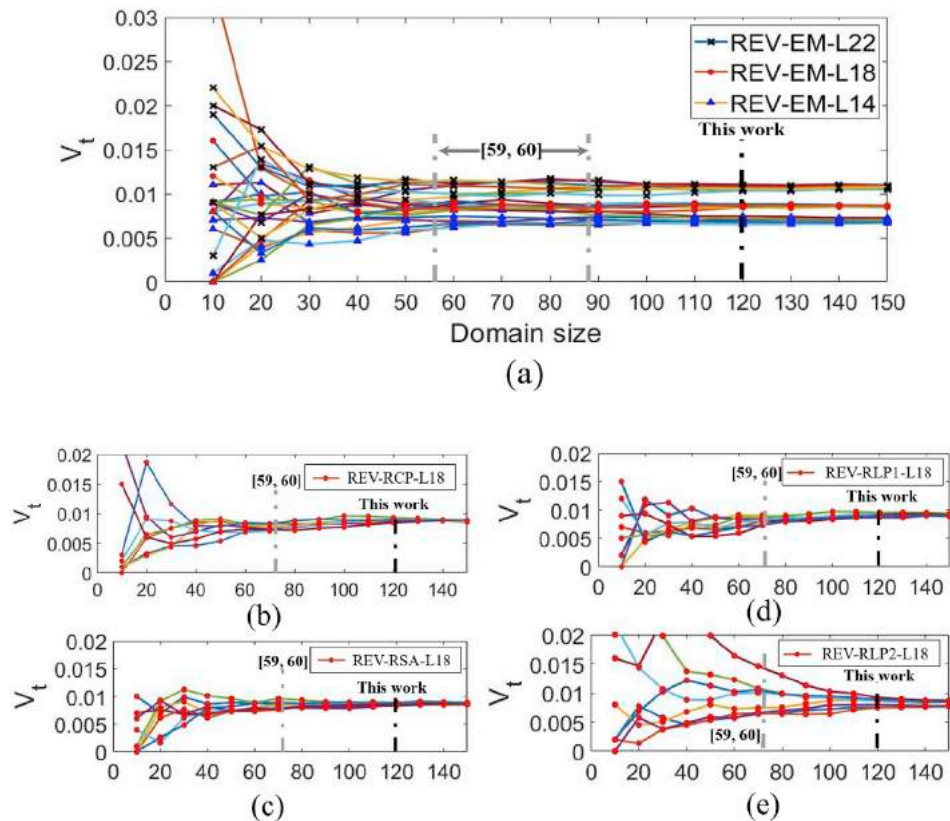 0.03
0.025
0.02
0.015
0.01
0.005
0
V_t
REV-EM-L22
REV-EM-L18
REV-EM-L14
This work
[59, 60]
0 10 20 30 40 50 60 70 80 90 100 110 120 130 140 150
Domain size
(a)
0.02
0.015
0.01
0.005
0
V_t
[59, 60]
REV-RCP-L18
This work
0 20 40 60 80 100 120 140
(b)
0.02
0.015
0.01
0.005
0
V_t
[59, 60]
REV-RLP1-L18
This work
0 20 40 60 80 100 120 140
(d)
0.02
0.015
0.01
0.005
0
V_t
[59, 60]
REV-RSA-L18
This work
0 20 40 60 80 100 120 140
(c)
0.02
0.015
0.01
0.005
0
V_t
REV-RLP2-L18
This work
[59, 60]
0 20 40 60 80 100 120 140
(e)